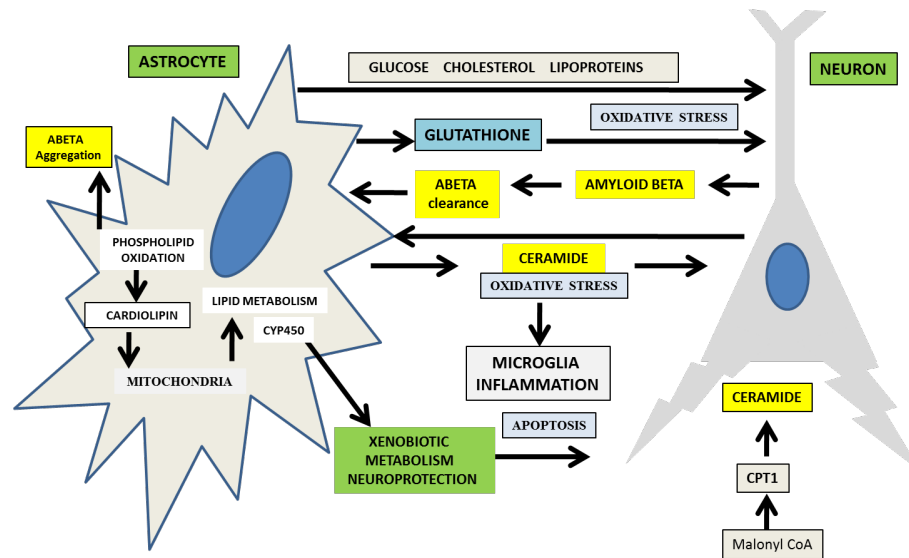 ASTROCYTE
GLUCOSE CHOLESTEROL LIPOPROTEINS
NEURON
OXIDATIVE STRESS
GLUTATHIONE
ABETA
Aggregation
ABETA
clearance
AMYLOID BETA
PHOSPHOLIPID
OXIDATION
CERAMIDE
OXIDATIVE STRESS
LIPID METABOLISM
CARDIOLIPIN
CYP450
MITOCHONDRIA
MICROGLIA
INFLAMMATION
CERAMIDE
APOPTOSIS
XENOBIOTIC
METABOLISM
NEUROPROTECTION
CPT1
Malonyl CoA